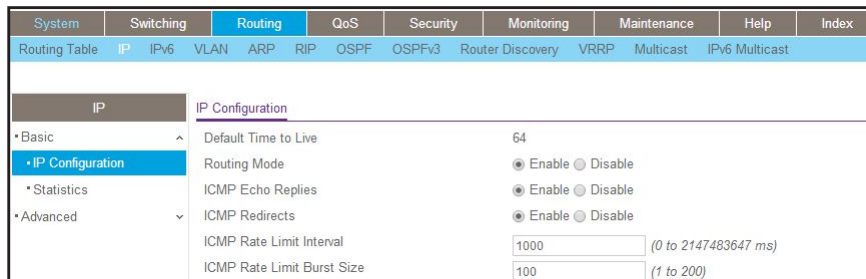 System Switching Routing QoS Security Monitoring Maintenance Help Index
Routing Table IP IPv6 VLAN ARP RIP OSPF OSPFv3 Router Discovery VRRP Multicast IPv6 Multicast
IP
Basic
IP Configuration
Statistics
Advanced
IP Configuration
Default Time to Live 64
Routing Mode Enable Disable
ICMP Echo Replies Enable Disable
ICMP Redirects Enable Disable
ICMP Rate Limit Interval 1000 (0 to 2147483647 ms)
ICMP Rate Limit Burst Size 100 (1 to 200)